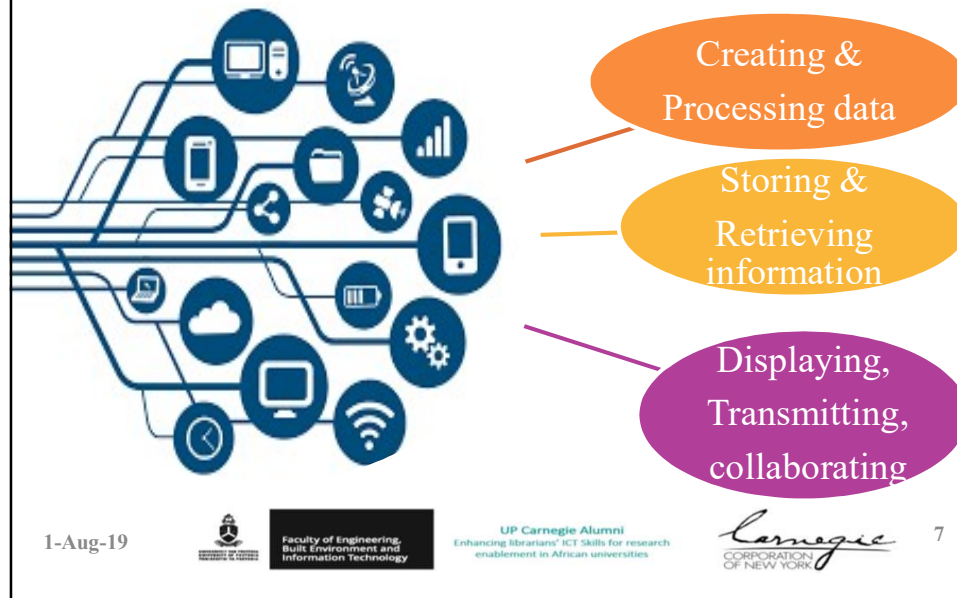 Creating &
Processing data
Storing &
Retrieving
information
Displaying,
Transmitting,
collaborating
1-Aug-19
Faculty of Engineering,
Built Environment and
Information Technology
UP Carnegie Alumni
Enhancing librarians' ICT Skills for research
enablement in African universities
Carnegie
CORPORATION
OF NEW YORK
7